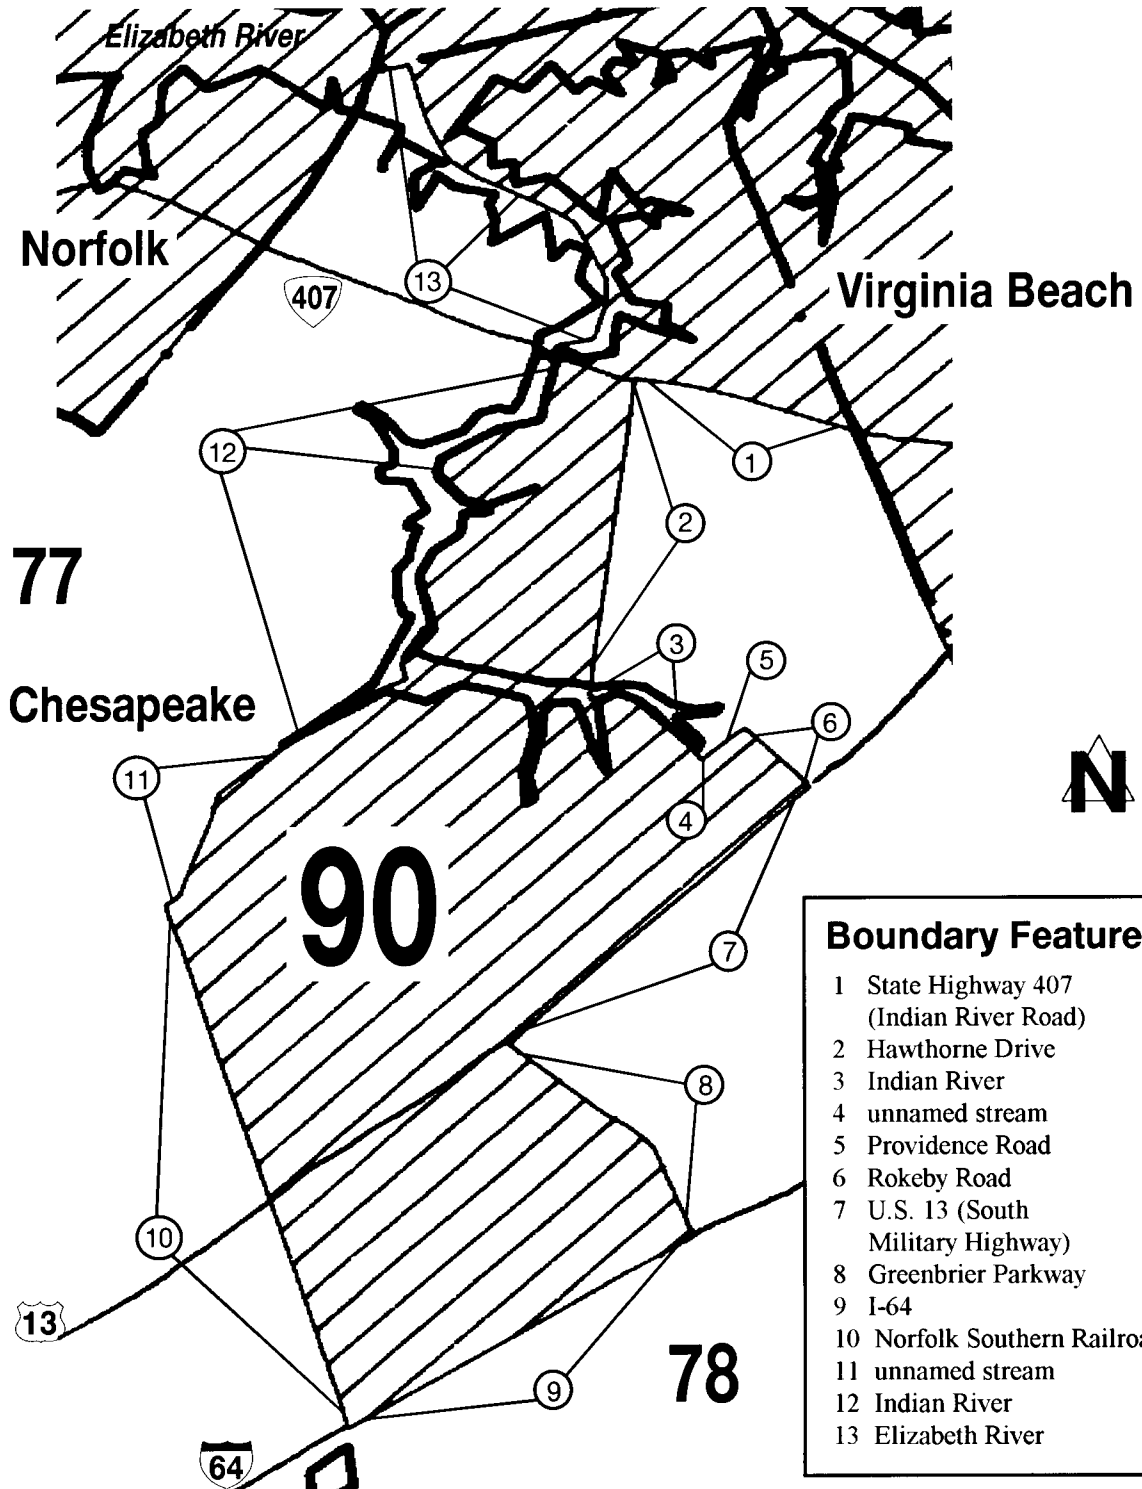 Elizabeth River
Norfolk
407
13
Virginia Beach
12
1
2
77
3
5
Chesapeake
6
11
N
4
90
7
Boundary Feature
1 State Highway 407
(Indian River Road)
2 Hawthorne Drive
3 Indian River
4 unnamed stream
5 Providence Road
6 Rokeby Road
7 U.S. 13 (South
Military Highway)
8 Greenbrier Parkway
9 I-64
10 Norfolk Southern Railroa
11 unnamed stream
12 Indian River
13 Elizabeth River
8
10
13
78
9
64